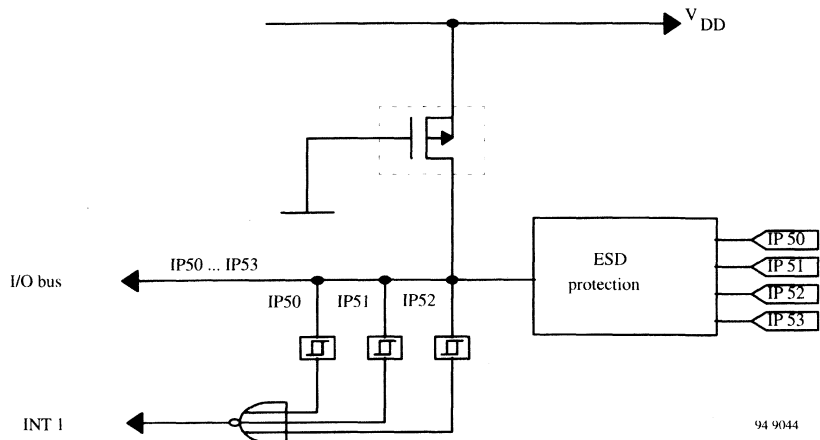 V DD
IP 50
ESD
IP 51
protection
IP 52
IP 53
IP50 ... IP53
I/O bus
IP50
IP51
IP52
INT 1
94 9044